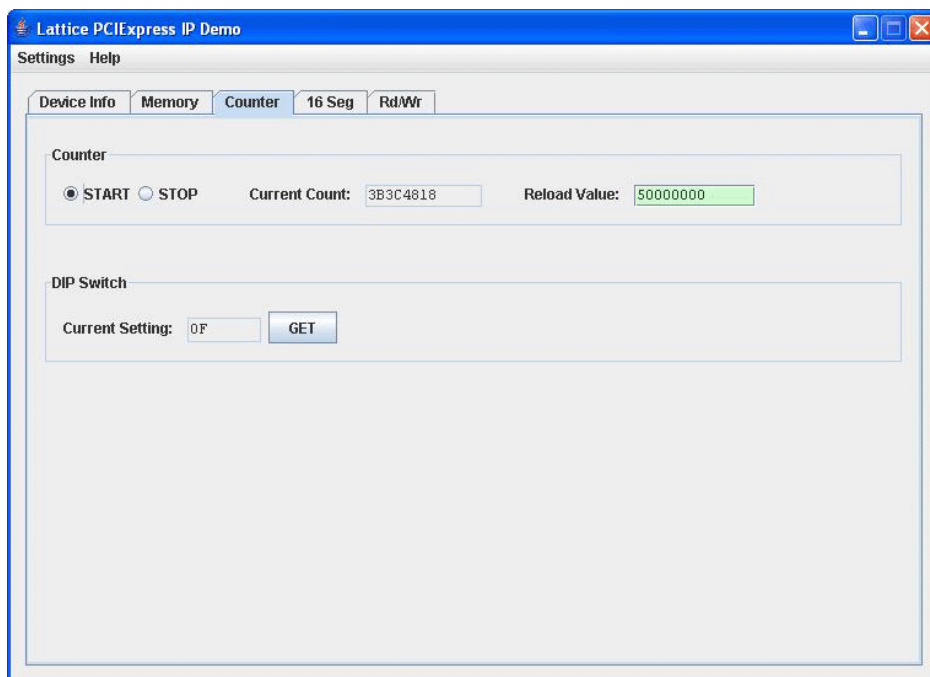 Lattice PCIExpress IP Demo
Settings Help
Device Info Memory Counter 16 Seg Rd/Wr
Counter
START STOP Current Count: 3B3C4818 Reload Value: 50000000
DIP Switch
Current Setting: 0F GET